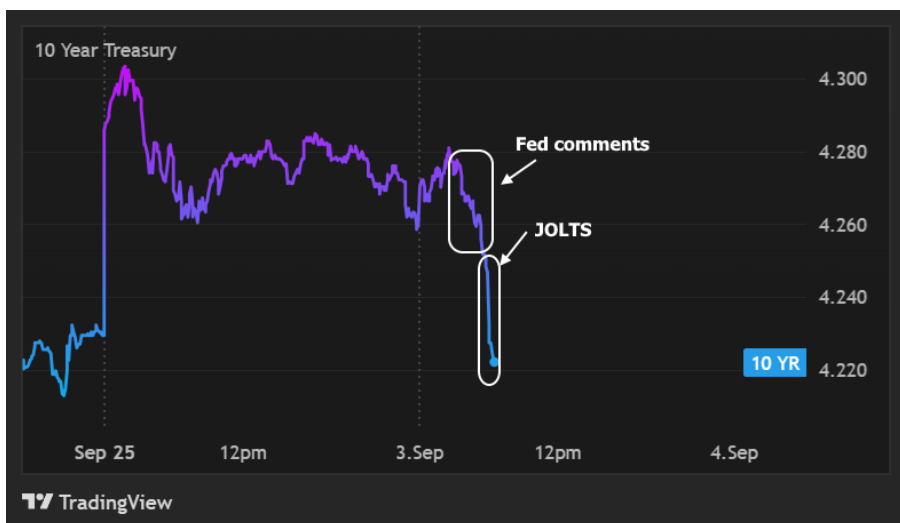 10 Year Treasury
4.300
Fed comments
4.280
JOLTS
4.260
4.240
10 YR
4.220
Sep 25 12pm 3.Sep 12pm 4.Sep
TradingView